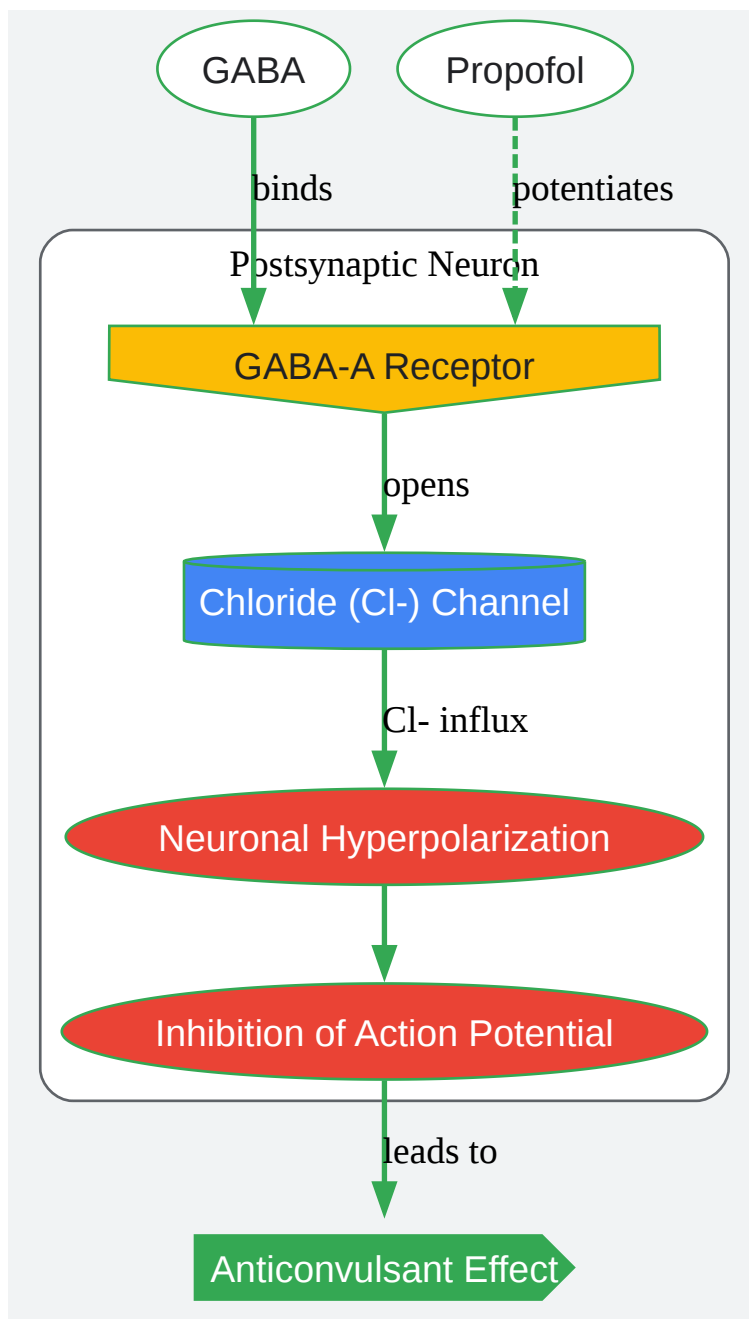 GABA
Propofol
binds
potentiates
Postsynaptic Neuron
GABA-A Receptor
opens
Chloride (Cl-) Channel
Cl- influx
Neuronal Hyperpolarization
Inhibition of Action Potential
leads to
Anticonvulsant Effect